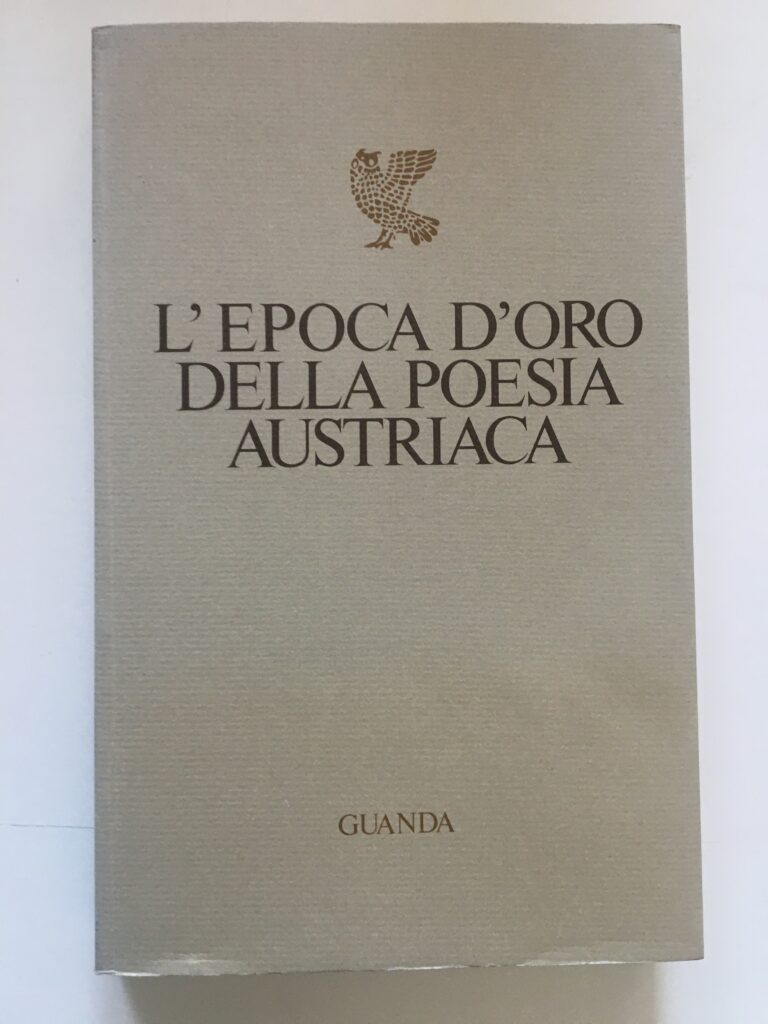 L'EPOCA D'ORO
DELLA POESIA
AUSTRIACA
GUANDA